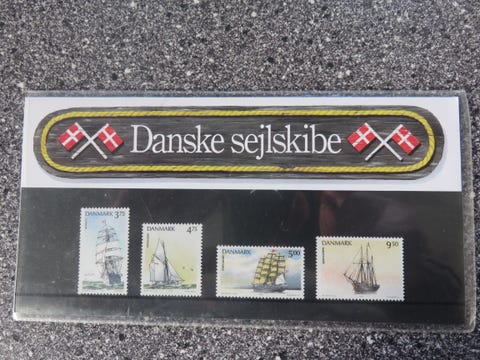 Danske sejlskibe
DANMARK 3.75
DANMARK 4.75
DANMARK 5.00
DANMARK 9.50